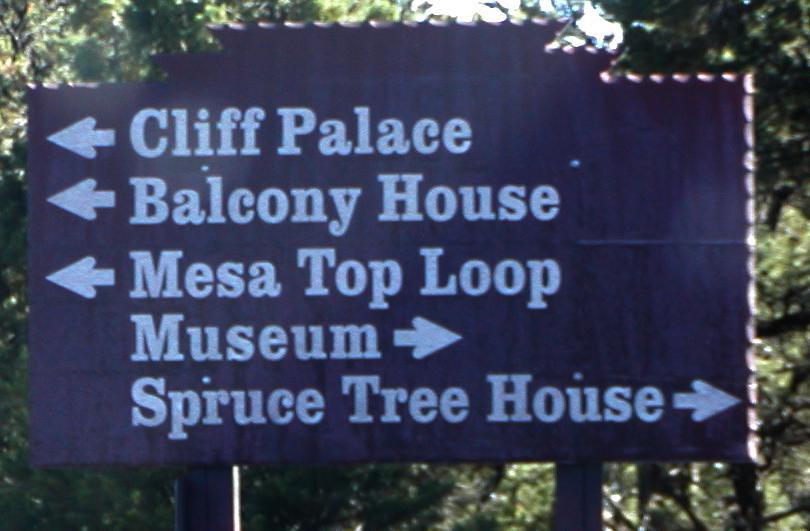 Cliff Palace
Balcony House
Mesa Top Loop
Museum
Spruce Tree House